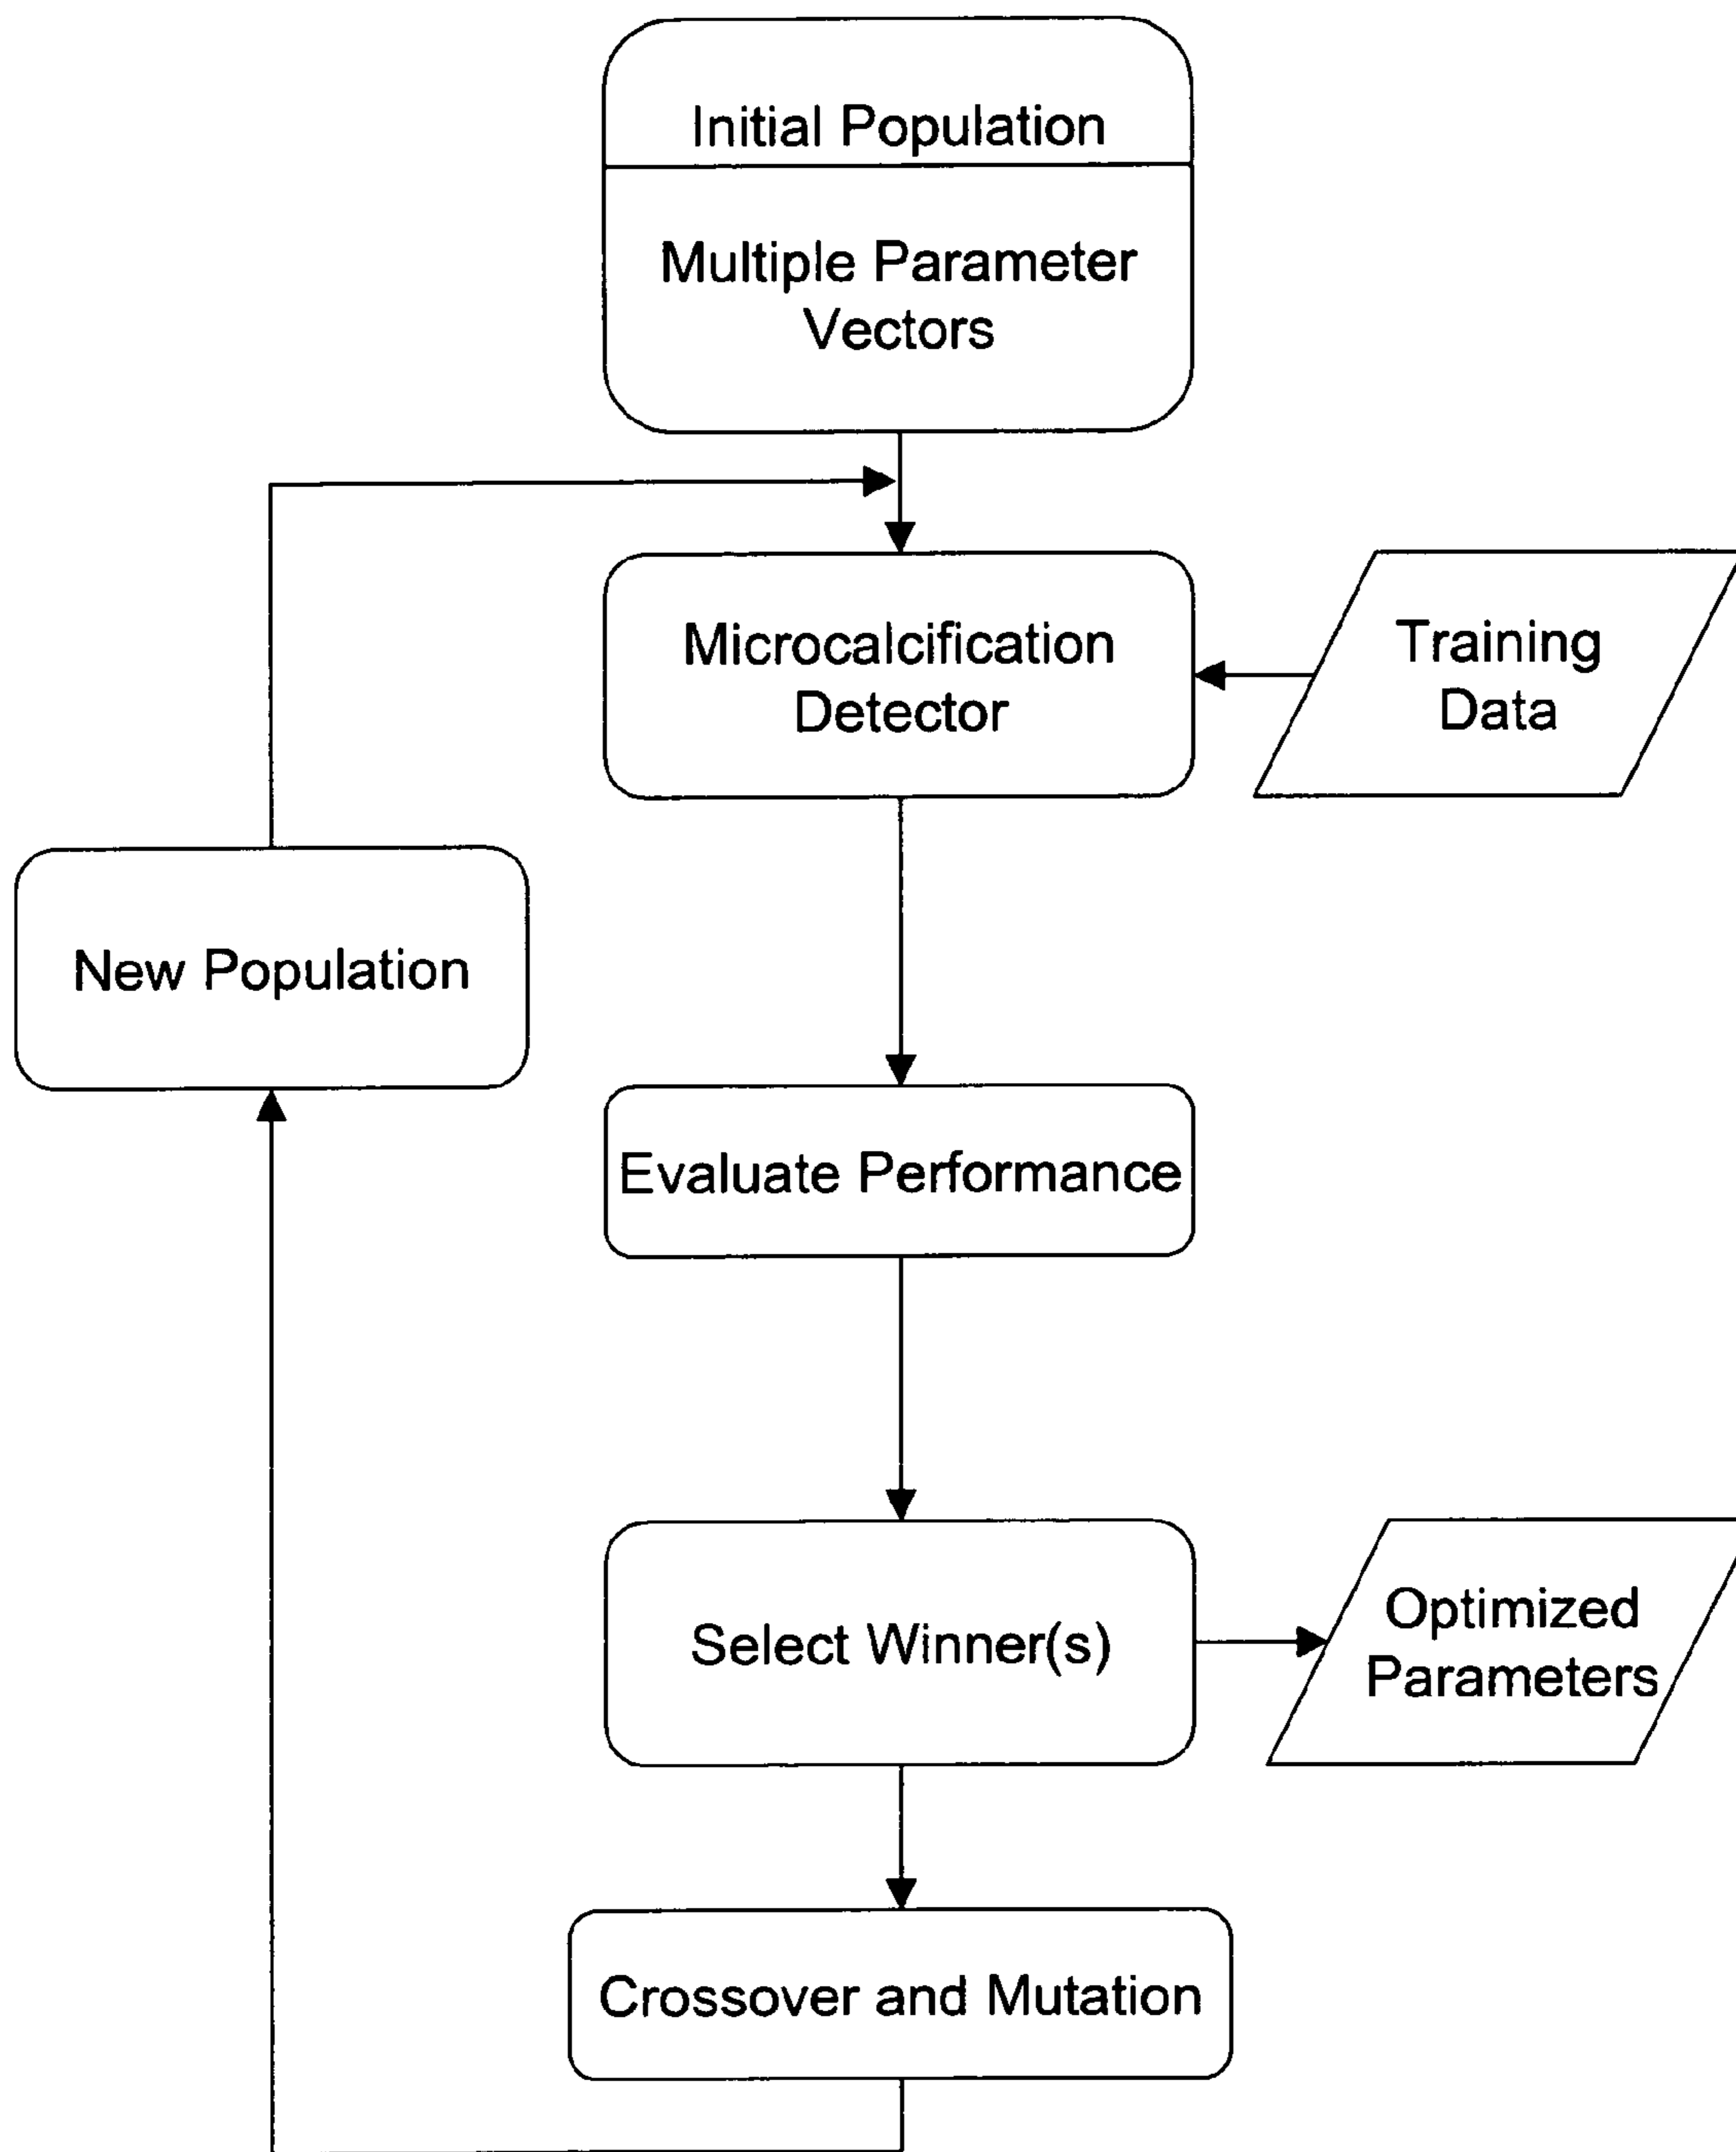 Initial Population
Multiple Parameter
Vectors
Microcalcification
Detector
Training
Data
New Population
Evaluate Performance
Select Winner(s)
Optimized
Parameters
Crossover and Mutation